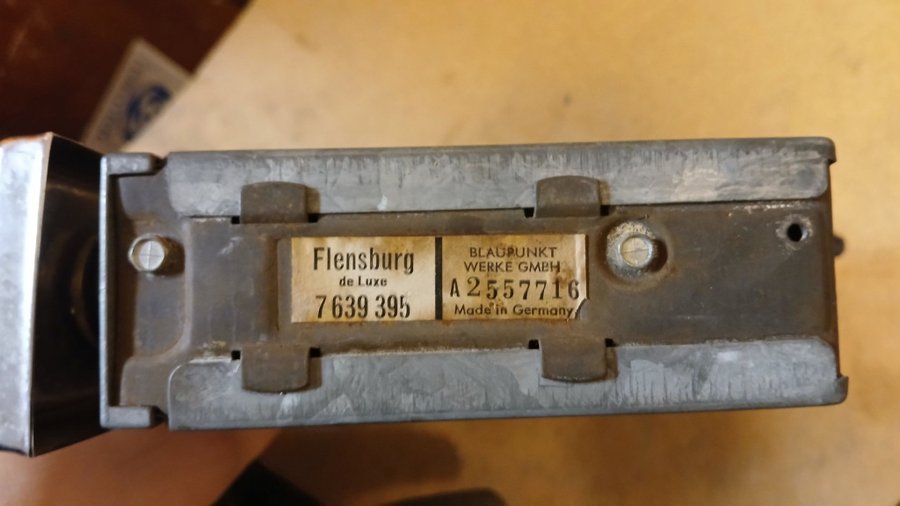 Flensburg
de Luxe
7 639 395
BLAUPUNKT
WERKE GMBH
A 2557716
Made in Germany